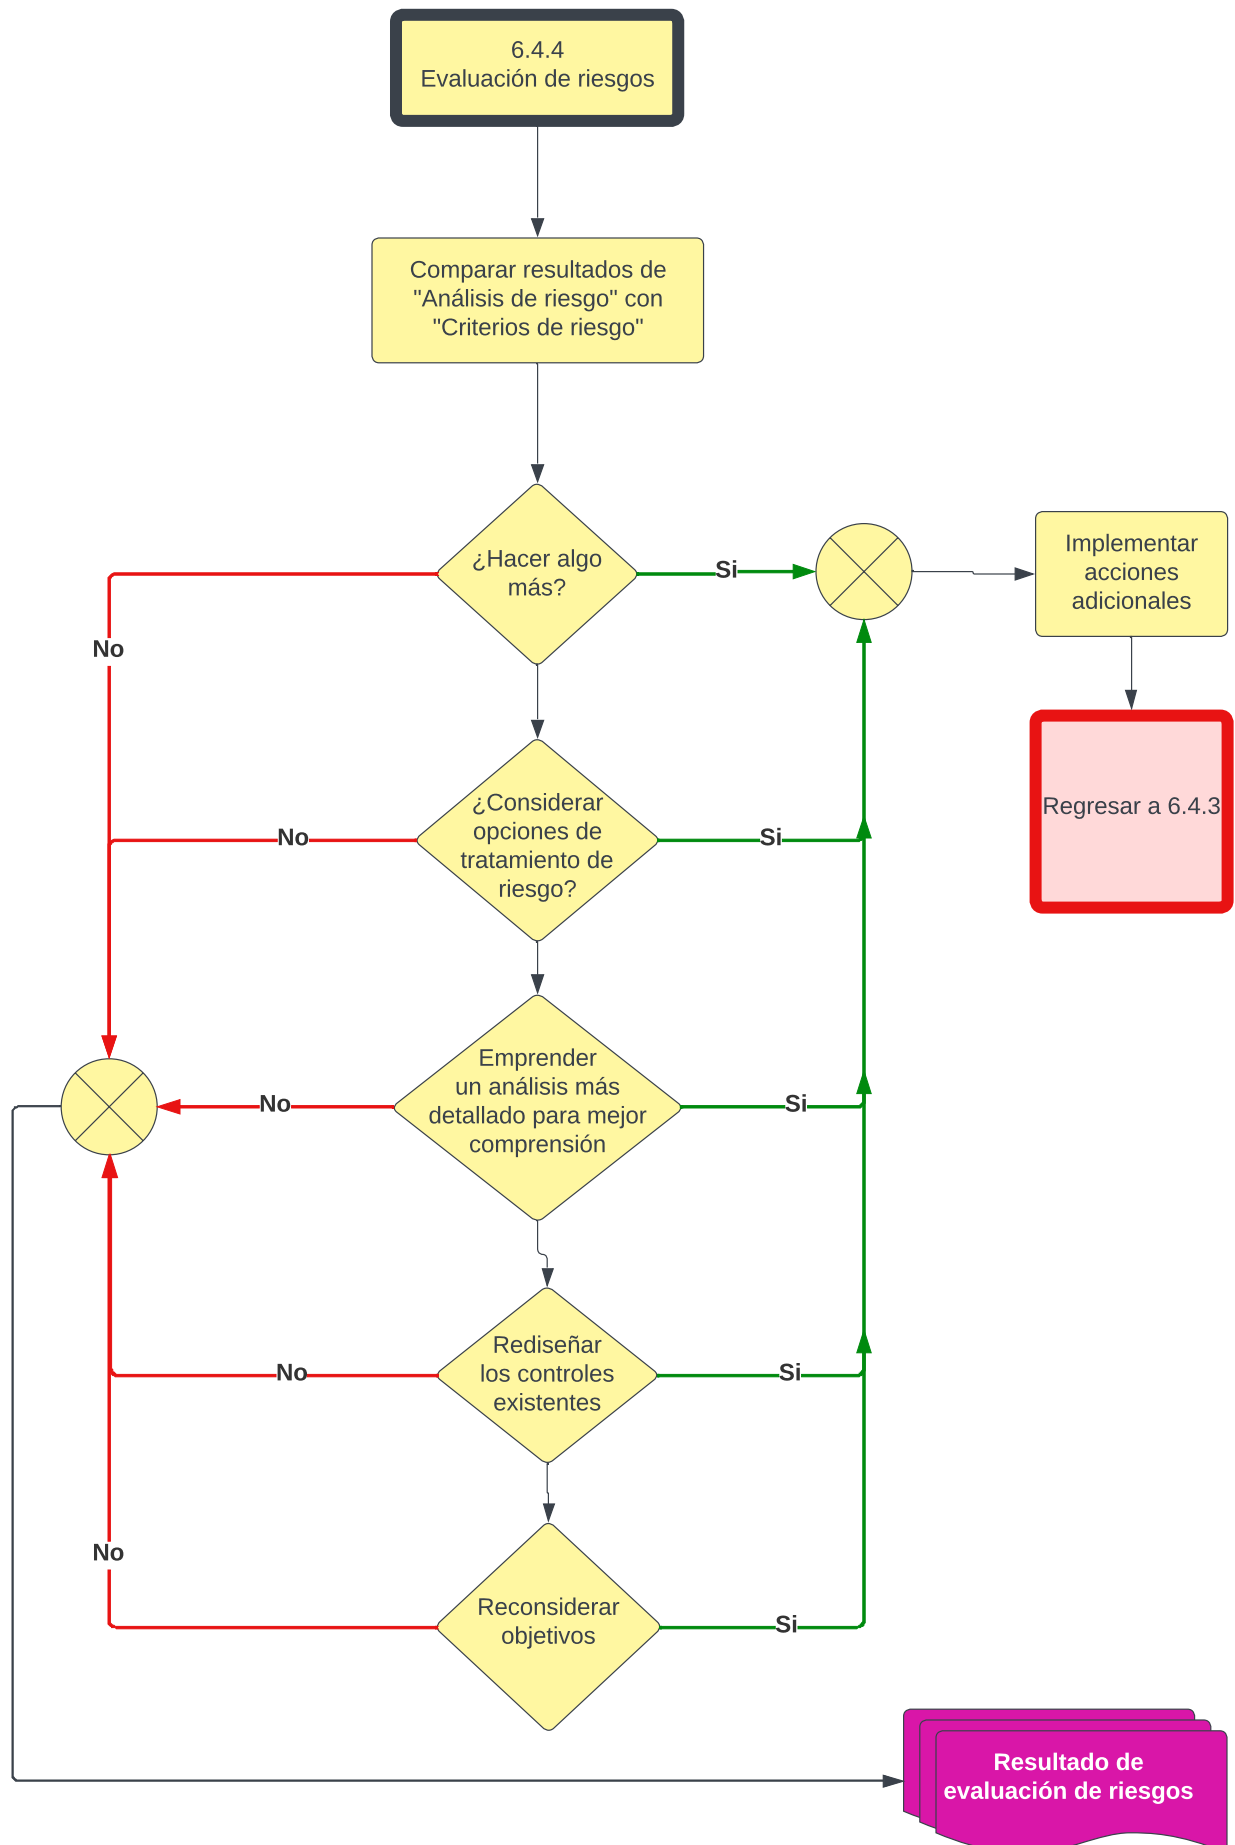 6.4.4
Evaluación de riesgos
Comparar resultados de
"Análisis de riesgo" con
"Criterios de riesgo"
¿Hacer algo
más?
Si
No
Implementar
acciones
adicionales
Regresar a 6.4.3
¿Considerar
opciones de
tratamiento de
riesgo?
No
Si
Emprender
un análisis más
detallado para mejor
comprensión
No
Si
Rediseñar
los controles
existentes
No
Si
Reconsiderar
objetivos
No
Si
Resultado de
evaluación de riesgos